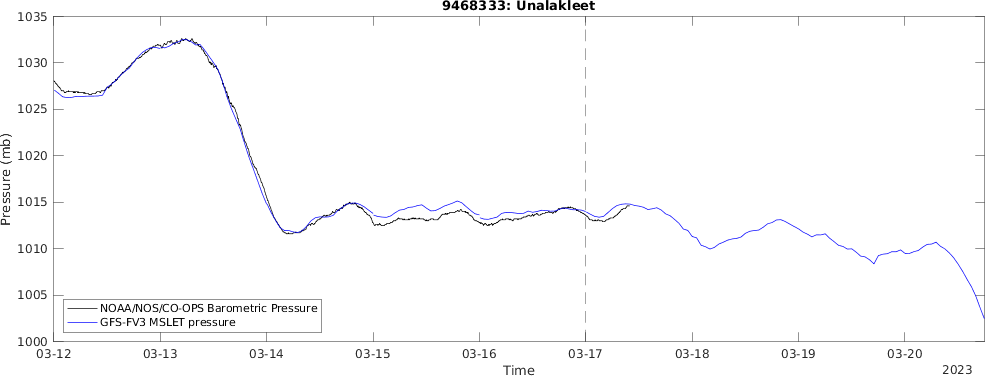 9468333: Unalakleet
1035
1030
1025
1020
1015
1010
1005
1000
Pressure (mb)
NOAA/NOS/CO-OPS Barometric Pressure
GFS-FV3 MSLET pressure
03-12 03-13 03-14 03-15 03-16 03-17 03-18 03-19 03-20
Time
2023